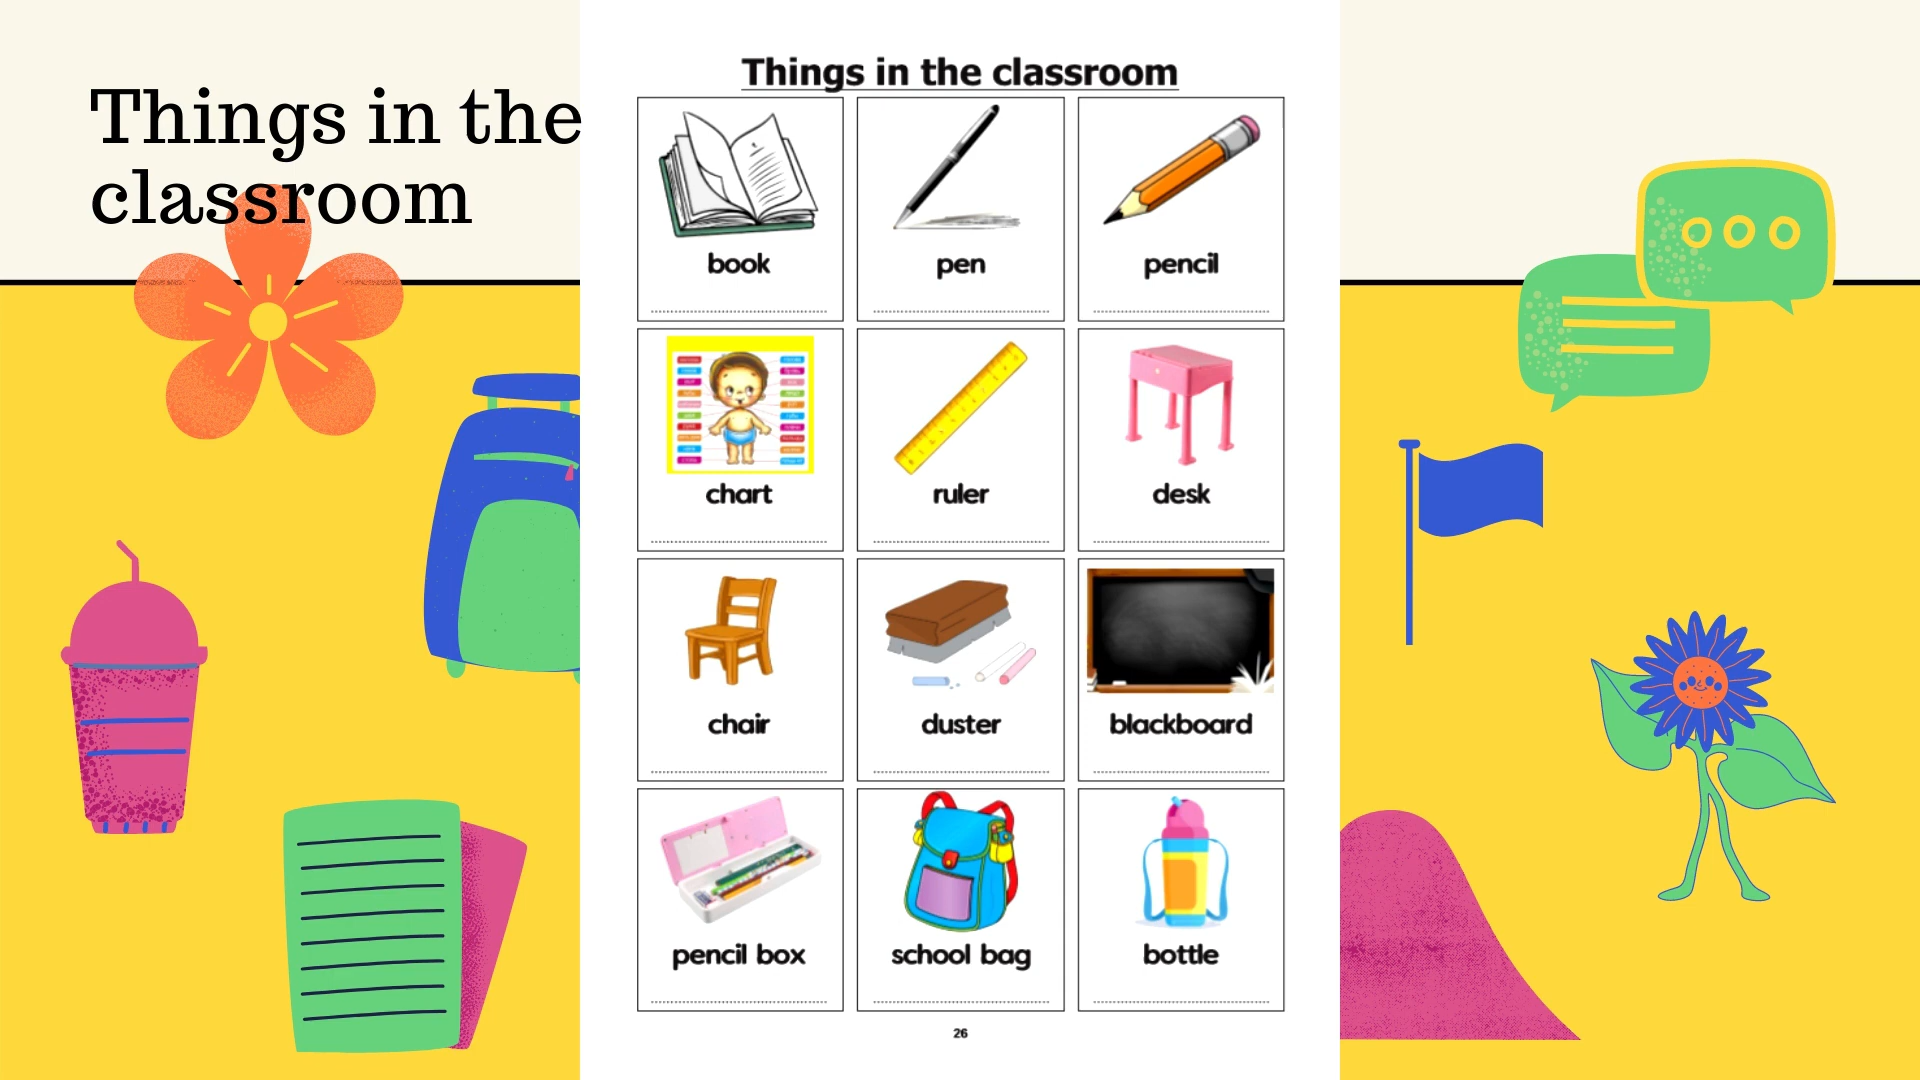 Things in the
classroom
Things in the classroom
book
pen
pencil
chart
ruler
desk
chair
duster
blackboard
pencil box
school bag
bottle
26